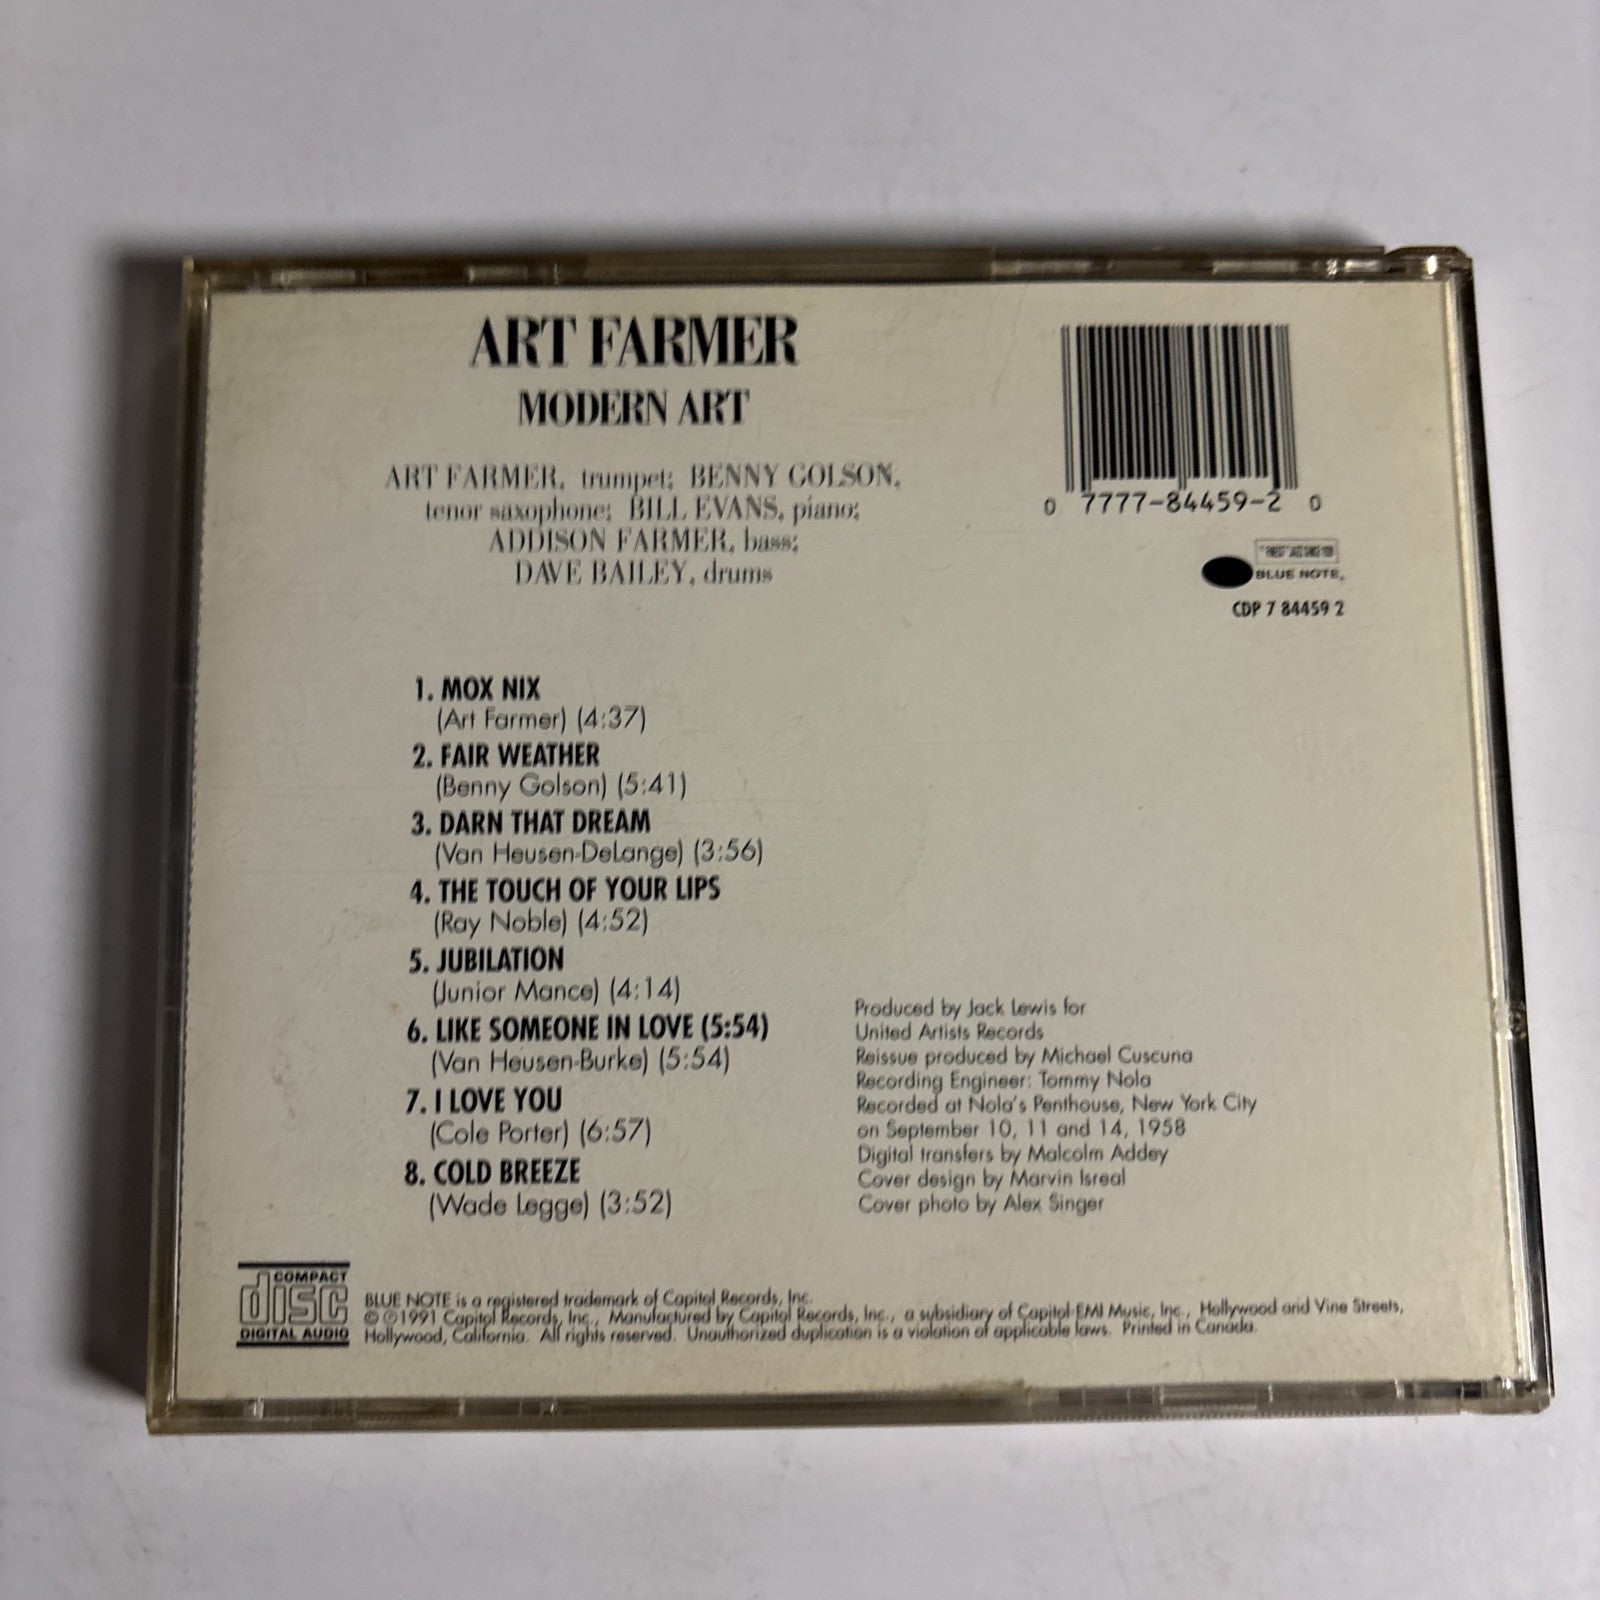 ART FARMER
MODERN ART
ART FARMER, trumpet; BENNY GOLSON,
tenor saxophone; BILL EVANS, piano;
ADDISON FARMER, bass;
DAVE BAILEY, drums
0 7777-84459-2 0
"FINEST" JAZZ SINCE 1939
BLUE NOTE®
CDP 7 84459 2
1. MOX NIX
(Art Farmer) (4:37)
2. FAIR WEATHER
(Benny Golson) (5:41)
3. DARN THAT DREAM
(Van Heusen-DeLange) (3:56)
4. THE TOUCH OF YOUR LIPS
(Ray Noble) (4:52)
5. JUBILATION
(Junior Mance) (4:14)
6. LIKE SOMEONE IN LOVE (5:54)
(Van Heusen-Burke) (5:54)
7. I LOVE YOU
(Cole Porter) (6:57)
8. COLD BREEZE
(Wade Legge) (3:52)
Produced by Jack Lewis for
United Artists Records
Reissue produced by Michael Cuscuna
Recording Engineer: Tommy Nola
Recorded at Nola's Penthouse, New York City
on September 10, 11 and 14, 1958
Digital transfers by Malcolm Addey
Cover design by Marvin Isreal
Cover photo by Alex Singer
COMPACT
disc
DIGITAL AUDIO
BLUE NOTE is a registered trademark of Capitol Records, Inc.
© ℗1991 Capitol Records, Inc., Manufactured by Capitol Records, Inc., a subsidiary of Capitol-EMI Music, Inc., Hollywood and Vine Streets,
Hollywood, California. All rights reserved. Unauthorized duplication is a violation of applicable laws. Printed in Canada.